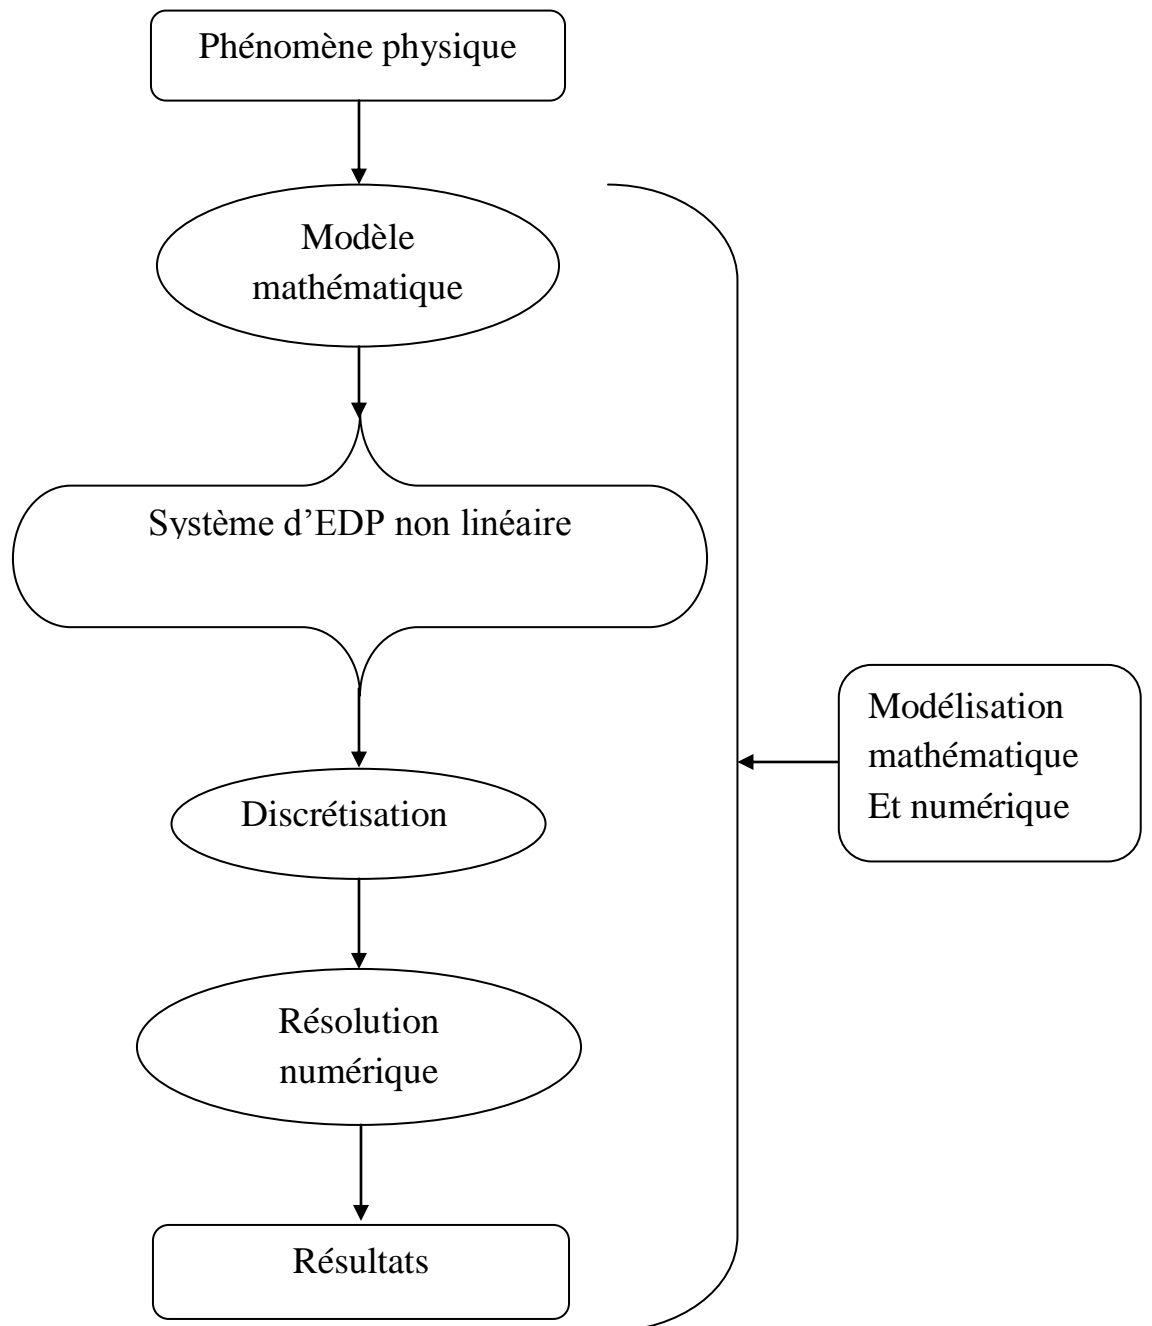 Phénomène physique
Modèle
mathématique
Système d’EDP non linéaire
Modélisation
mathématique
Et numérique
Discrétisation
Résolution
numérique
Résultats